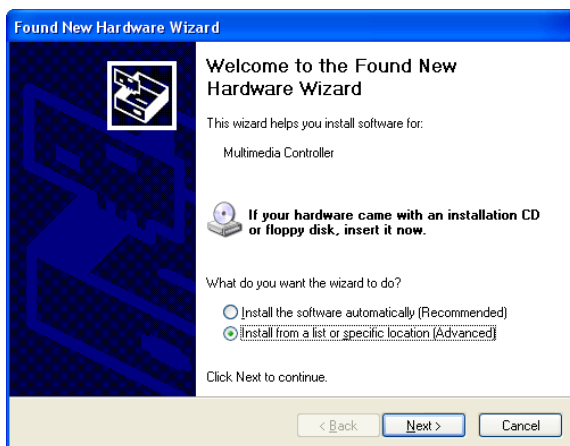 Found New Hardware Wizard
Welcome to the Found New
Hardware Wizard
This wizard helps you install software for:
Multimedia Controller
If your hardware came with an installation CD
or floppy disk, insert it now.
What do you want the wizard to do?
Install the software automatically (Recommended)
Install from a list or specific location (Advanced)
Click Next to continue.
< Back Next > Cancel